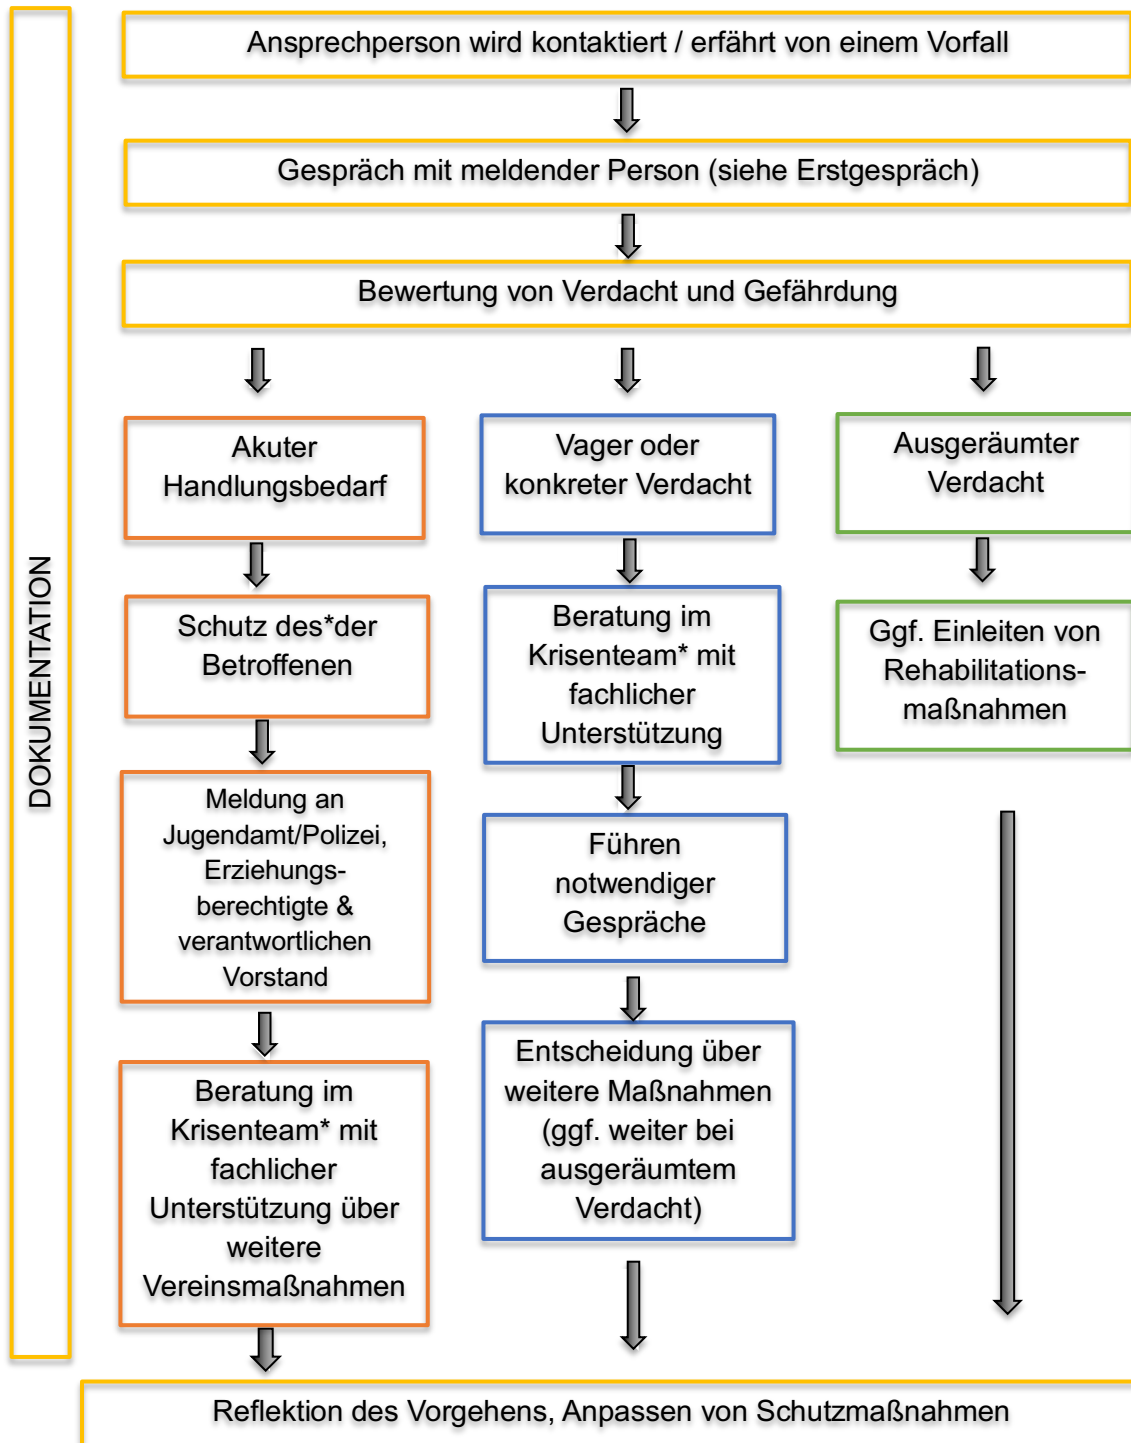 DOKUMENTATION
Ansprechperson wird kontaktiert / erfährt von einem Vorfall
Gespräch mit meldender Person (siehe Erstgespräch)
Bewertung von Verdacht und Gefährdung
Akuter
Handlungsbedarf
Schutz des*der
Betroffenen
Meldung an
Jugendamt/Polizei,
Erziehungs-
berechtigte &
verantwortlichen
Vorstand
Beratung im
Krisenteam* mit
fachlicher
Unterstützung über
weitere
Vereinsmaßnahmen
Vager oder
konkreter Verdacht
Beratung im
Krisenteam* mit
fachlicher
Unterstützung
Führen
notwendiger
Gespräche
Entscheidung über
weitere Maßnahmen
(ggf. weiter bei
ausgeräumtem
Verdacht)
Ausgeräumter
Verdacht
Ggf. Einleiten von
Rehabilitations-
maßnahmen
Reflektion des Vorgehens, Anpassen von Schutzmaßnahmen